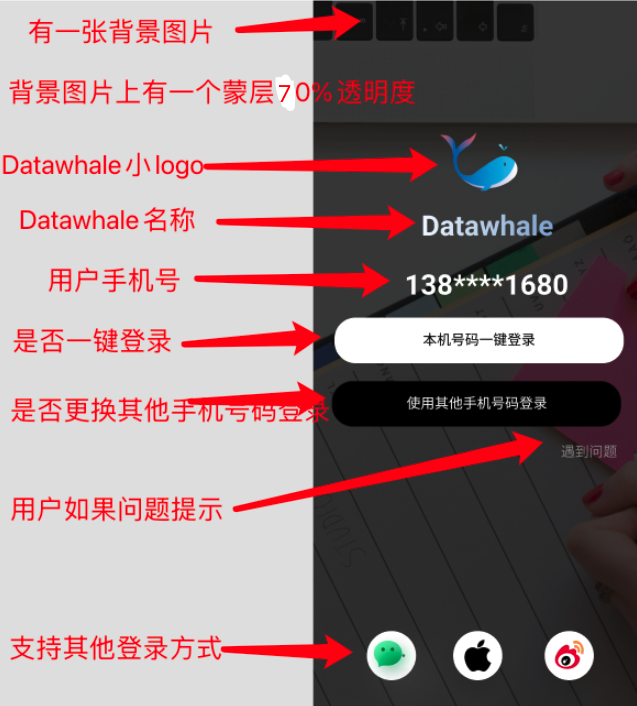 有一张背景图片
背景图片上有一个蒙层70%透明度
Datawhale小logo
Datawhale名称
Datawhale
用户手机号
138****1680
是否一键登录
本机号码一键登录
是否更换其他手机号码登录
使用其他手机号码登录
遇到问题
用户如果问题提示
支持其他登录方式